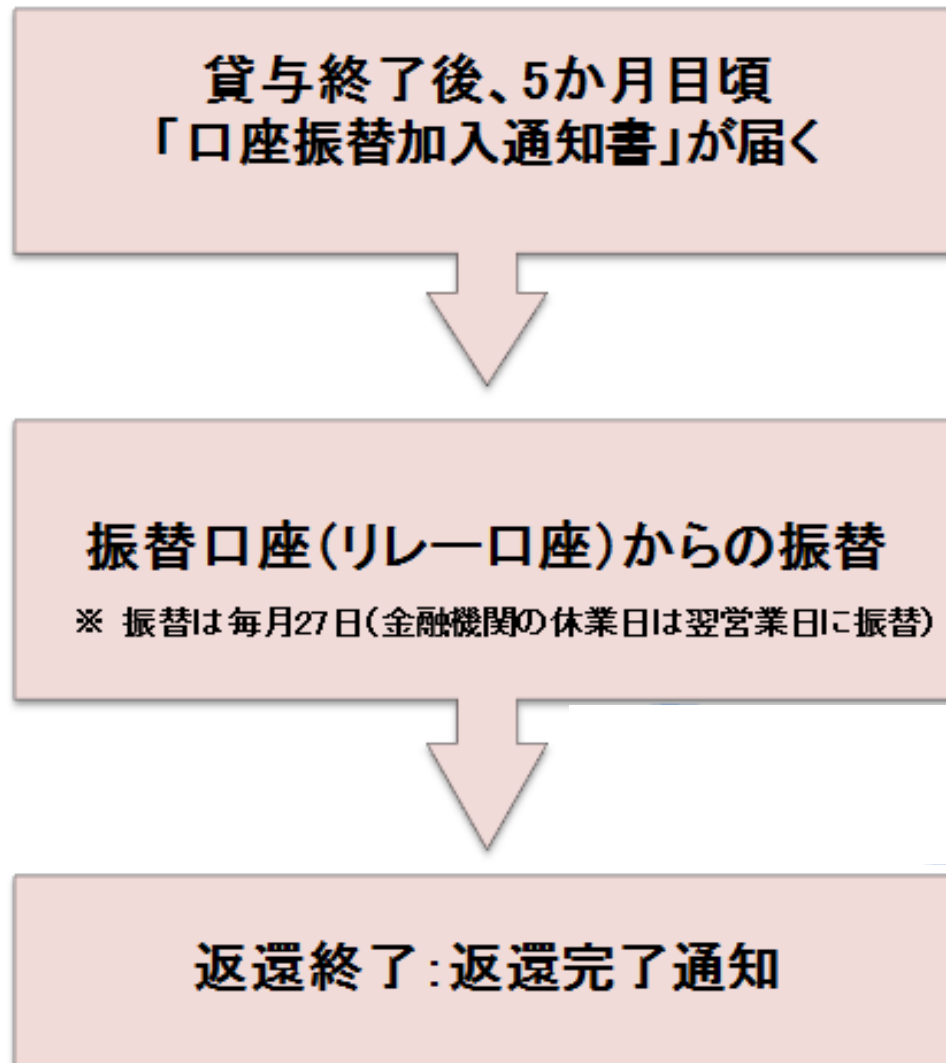 貸与終了後、5か月目頃
「口座振替加入通知書」が届く
振替口座(リレー口座)からの振替
※ 振替は毎月27日(金融機関の休業日は翌営業日に振替)
返還終了:返還完了通知